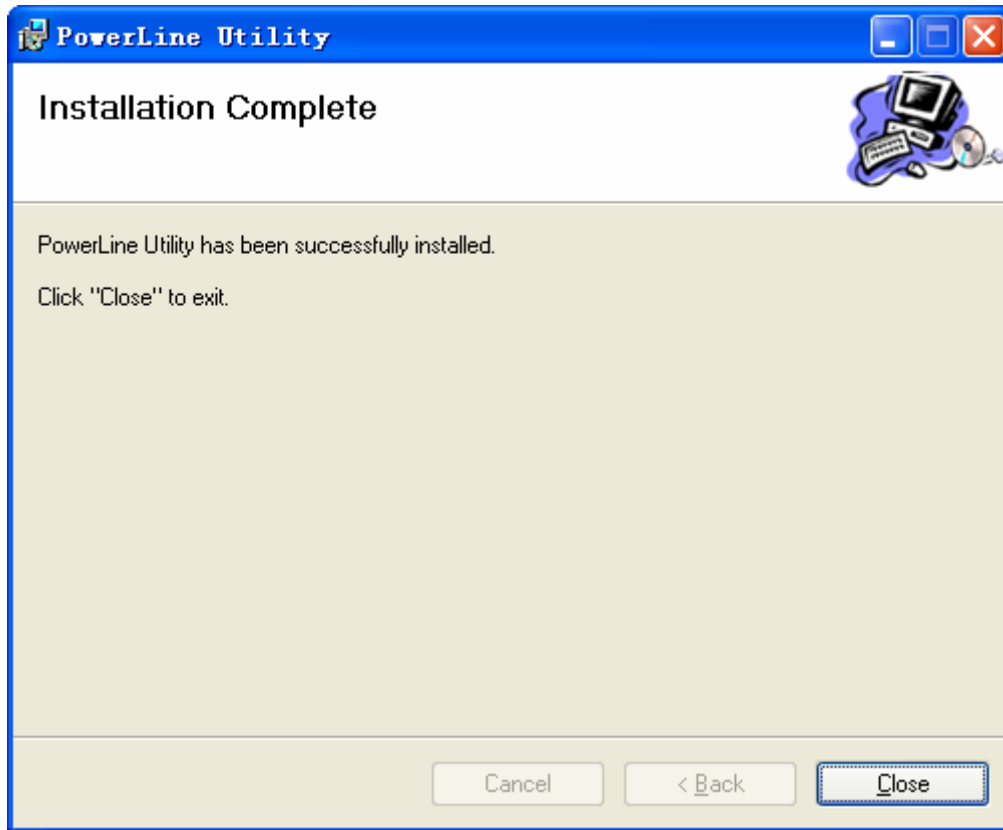 PowerLine Utility
Installation Complete
PowerLine Utility has been successfully installed.
Click "Close" to exit.
Cancel
< Back
Close